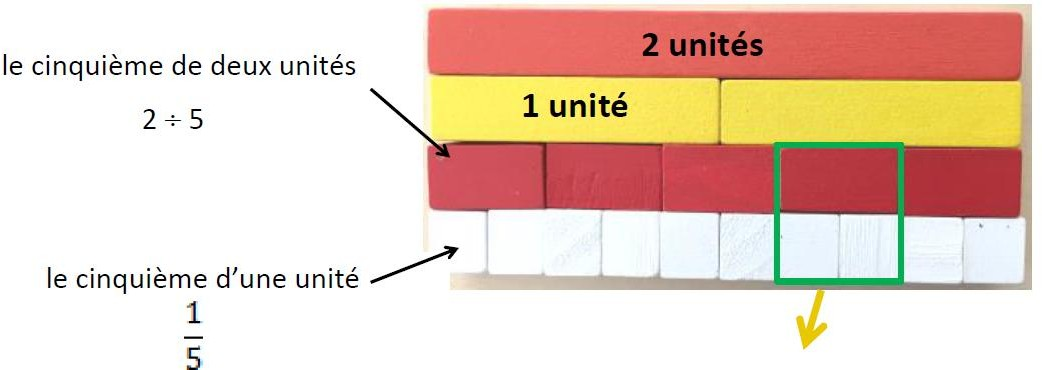 2 unités
le cinquième de deux unités
2 ÷ 5
1 unité
le cinquième d’une unité
1
5